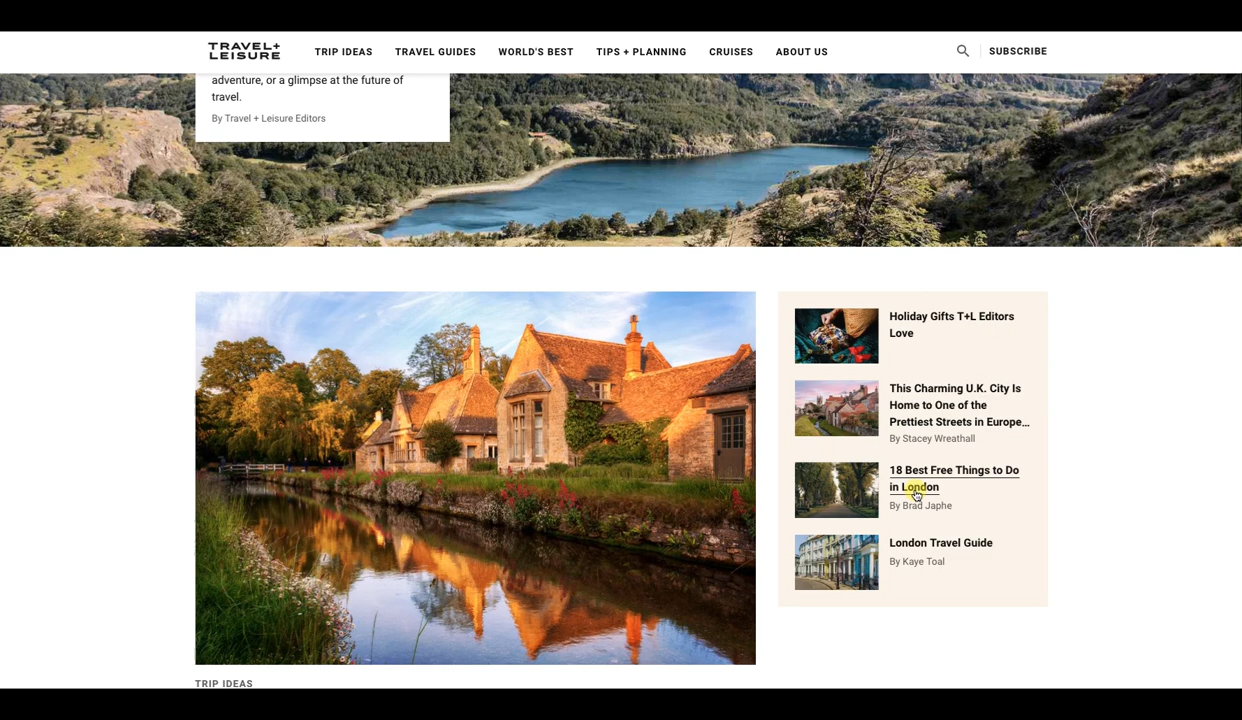 TRAVEL+
LEISURE
TRIP IDEAS
TRAVEL GUIDES
WORLD'S BEST
TIPS + PLANNING
CRUISES
ABOUT US
SUBSCRIBE
adventure, or a glimpse at the future of
travel.
By Travel + Leisure Editors
Holiday Gifts T+L Editors
Love
This Charming U.K. City Is
Home to One of the
Prettiest Streets in Europe...
By Stacey Wreathall
18 Best Free Things to Do
in London
By Brad Japhe
London Travel Guide
By Kaye Toal
TRIP IDEAS